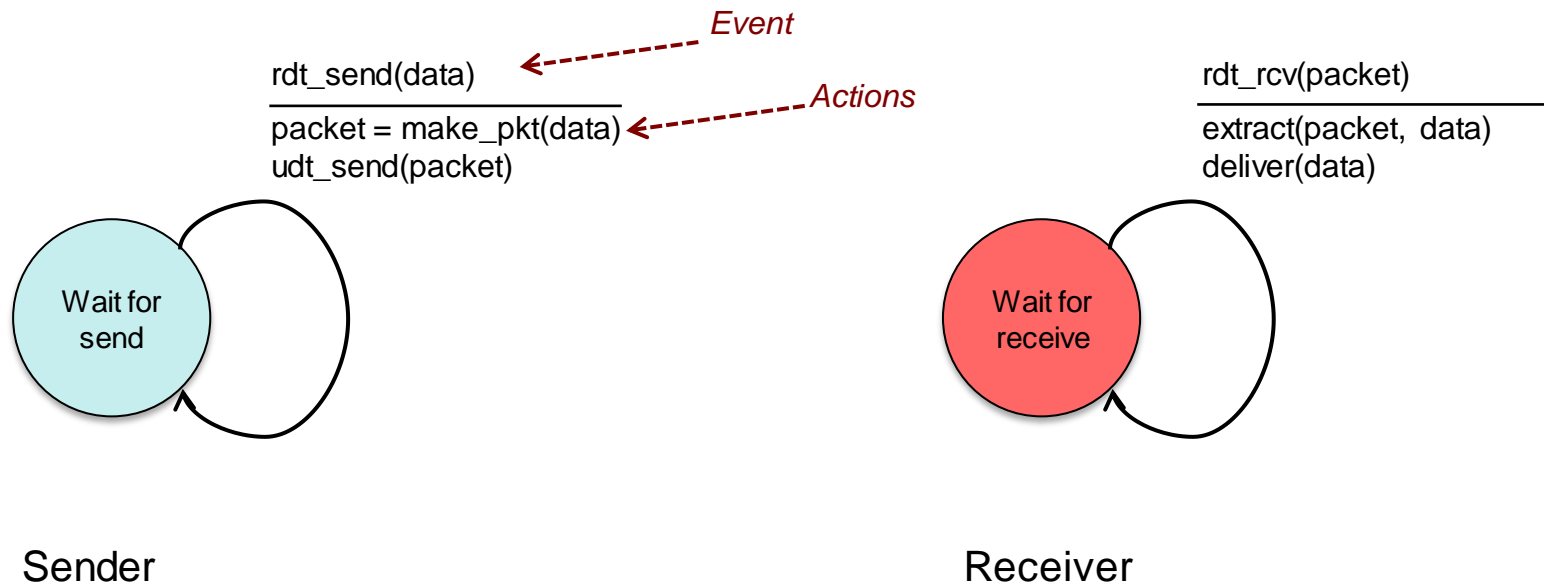 Event
rdt_send(data)
Actions
packet = make_pkt(data)
udt_send(packet)
Wait for
send
Sender
rdt_rcv(packet)
extract(packet, data)
deliver(data)
Wait for
receive
Receiver